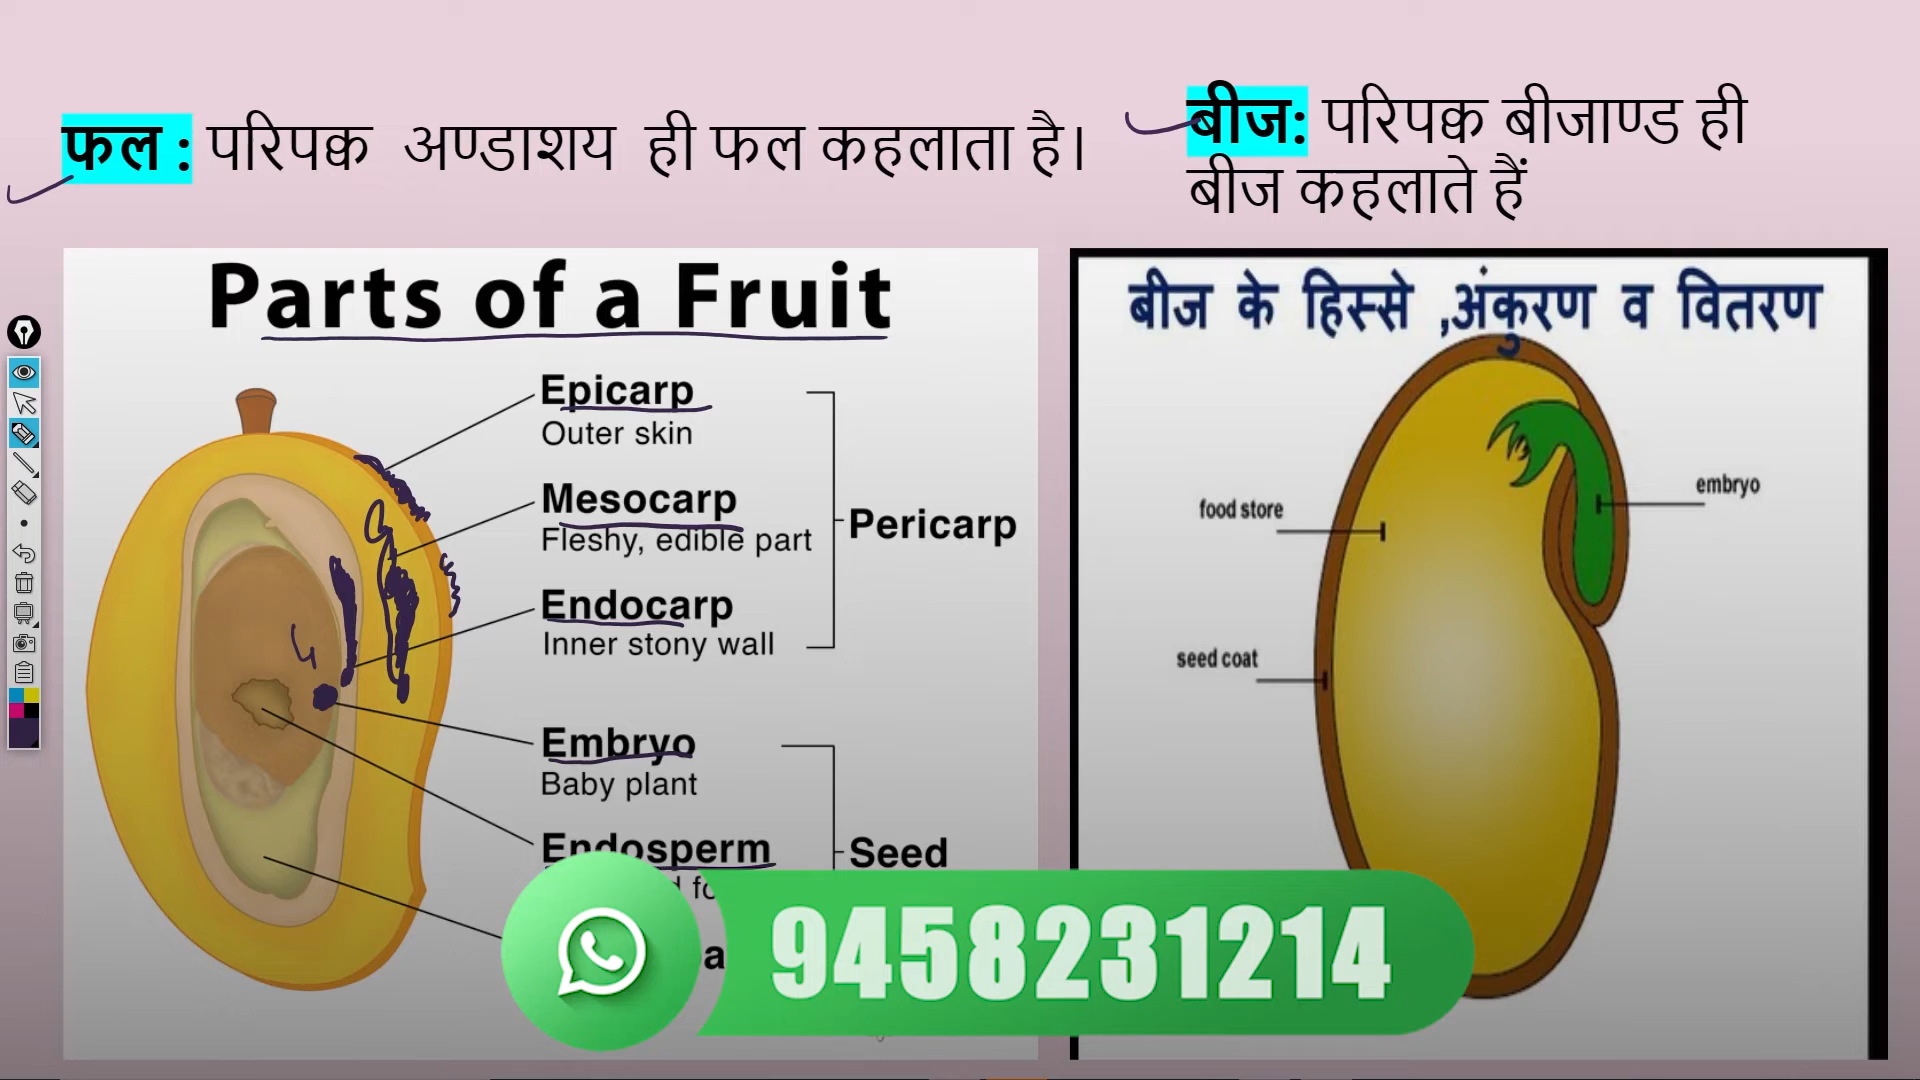 फल : परिपक्व अण्डाशय ही फल कहलाता है।
बीज: परिपक्व बीजाण्ड ही
बीज कहलाते हैं
Parts of a Fruit
Epicarp
Outer skin
Mesocarp
Fleshy, edible part
Endocarp
Inner stony wall
Pericarp
Embryo
Baby plant
Endosperm
Seed
बीज के हिस्से ,अंकुरण व वितरण
food store
embryo
seed coat
9458231214